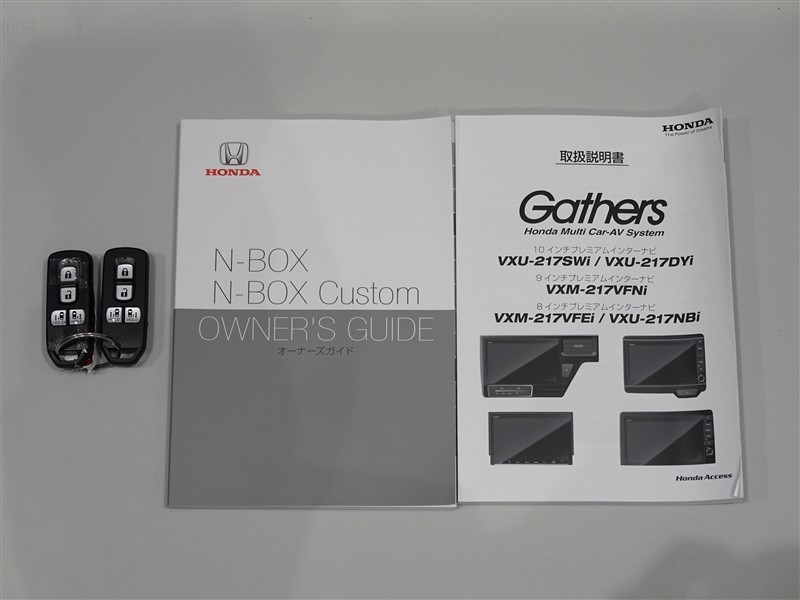 HONDA
N-BOX
N-BOX Custom
OWNER'S GUIDE
オーナーズガイド
HONDA
The Power of Dreams
取扱説明書
Gathers
Honda Multi Car-AV System
10インチプレミアムインターナビ
VXU-217SWi / VXU-217DYi
9インチプレミアムインターナビ
VXM-217VFNi
8インチプレミアムインターナビ
VXM-217VFEi / VXU-217NBi
Honda Access